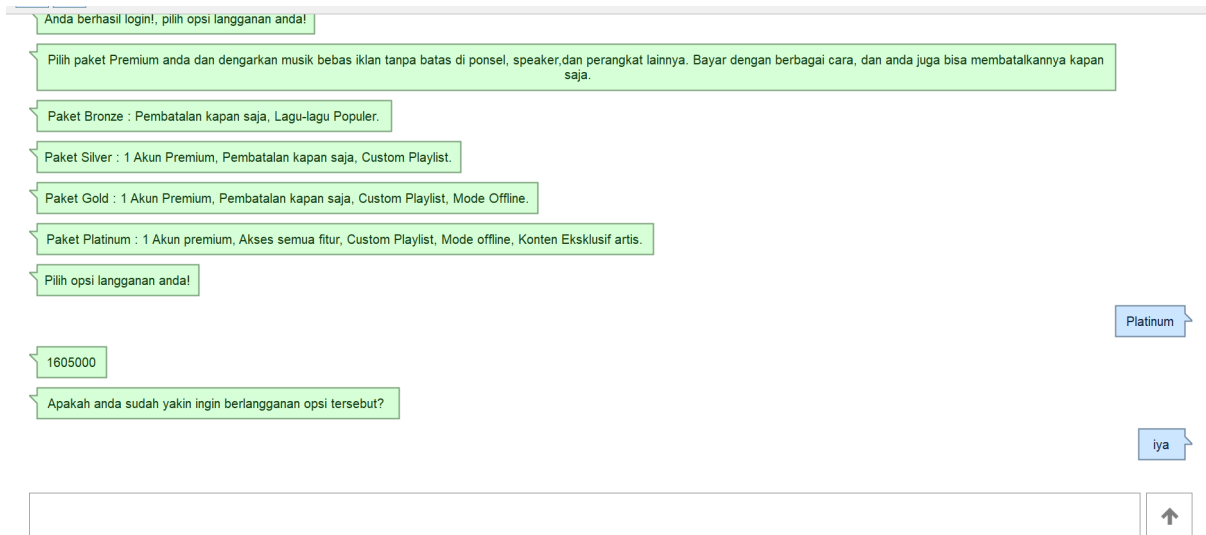 Anda berhasil login!, pilih opsi langganan anda!
Pilih paket Premium anda dan dengarkan musik bebas iklan tanpa batas di ponsel, speaker,dan perangkat lainnya. Bayar dengan berbagai cara, dan anda juga bisa membatalkannya kapan
saja.
Paket Bronze : Pembatalan kapan saja, Lagu-lagu Populer.
Paket Silver : 1 Akun Premium, Pembatalan kapan saja, Custom Playlist.
Paket Gold : 1 Akun Premium, Pembatalan kapan saja, Custom Playlist, Mode Offline.
Paket Platinum : 1 Akun premium, Akses semua fitur, Custom Playlist, Mode offline, Konten Eksklusif artis.
Pilih opsi langganan anda!
Platinum
1605000
Apakah anda sudah yakin ingin berlangganan opsi tersebut?
iya